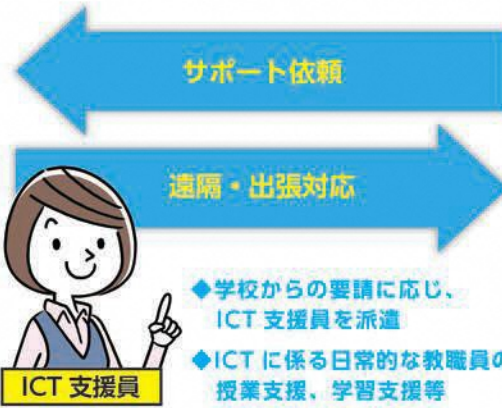 サポート依頼
遠隔・出張対応
◆学校からの要請に応じ、
ICT 支援員を派遣
◆ICT に係る日常的な教職員の
授業支援、学習支援等
ICT 支援員